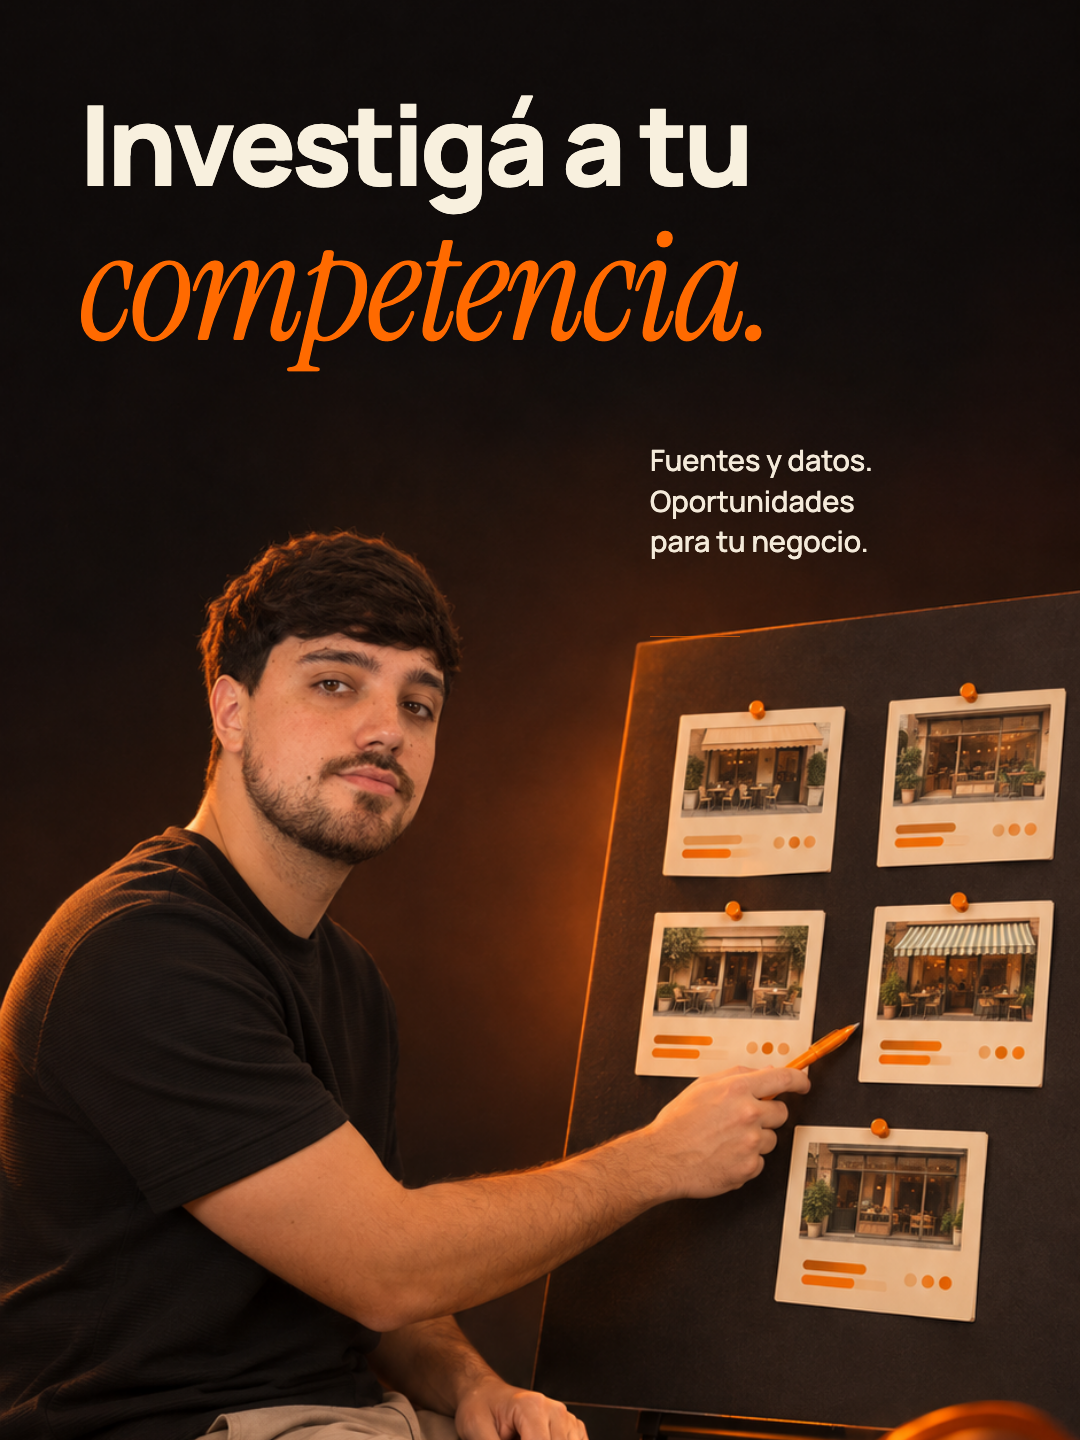 Investigá a tu
competencia.
Fuentes y datos.
Oportunidades
para tu negocio.